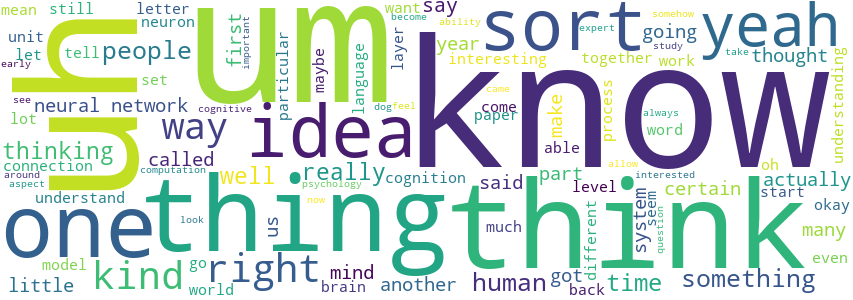 mean
still
letter
neuron
become
ability
somehow
important
want
say
expert
study
take
early
unit
let
tell
people
set
lot
see
uh
um
first
particular
maybe
language
layer
year
going
sort
yeah
interesting
together
work
thought
understanding
neural network
cognitive
dog
feel
came
come
paper
make
able
process
word
always
way
idea
know
thinking
connection
called
around
aspect
computation
psychology
well
really
cognition
said
part
level
allow
interested
oh
actually
certain
start
okay
understand
one
look
thing
us
now
much
think
different
system
seem
question
many
even
model
little
kind
go
world
right
mind
brain
another
human
got
back
time
something